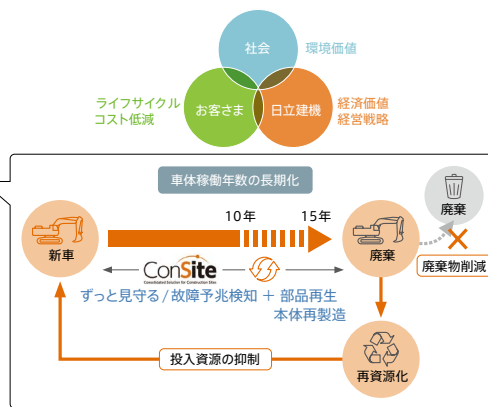 社会
環境価値
ライフサイクル
コスト低減
お客さま
日立建機
経済価値
経営戦略
車体稼働年数の長期化
10年
15年
新車
廃棄
廃棄
廃棄物削減
ConSite
Consolidated Solution for Construction Sites
ずっと見守る/故障予兆検知 + 部品再生
本体再製造
投入資源の抑制
再資源化